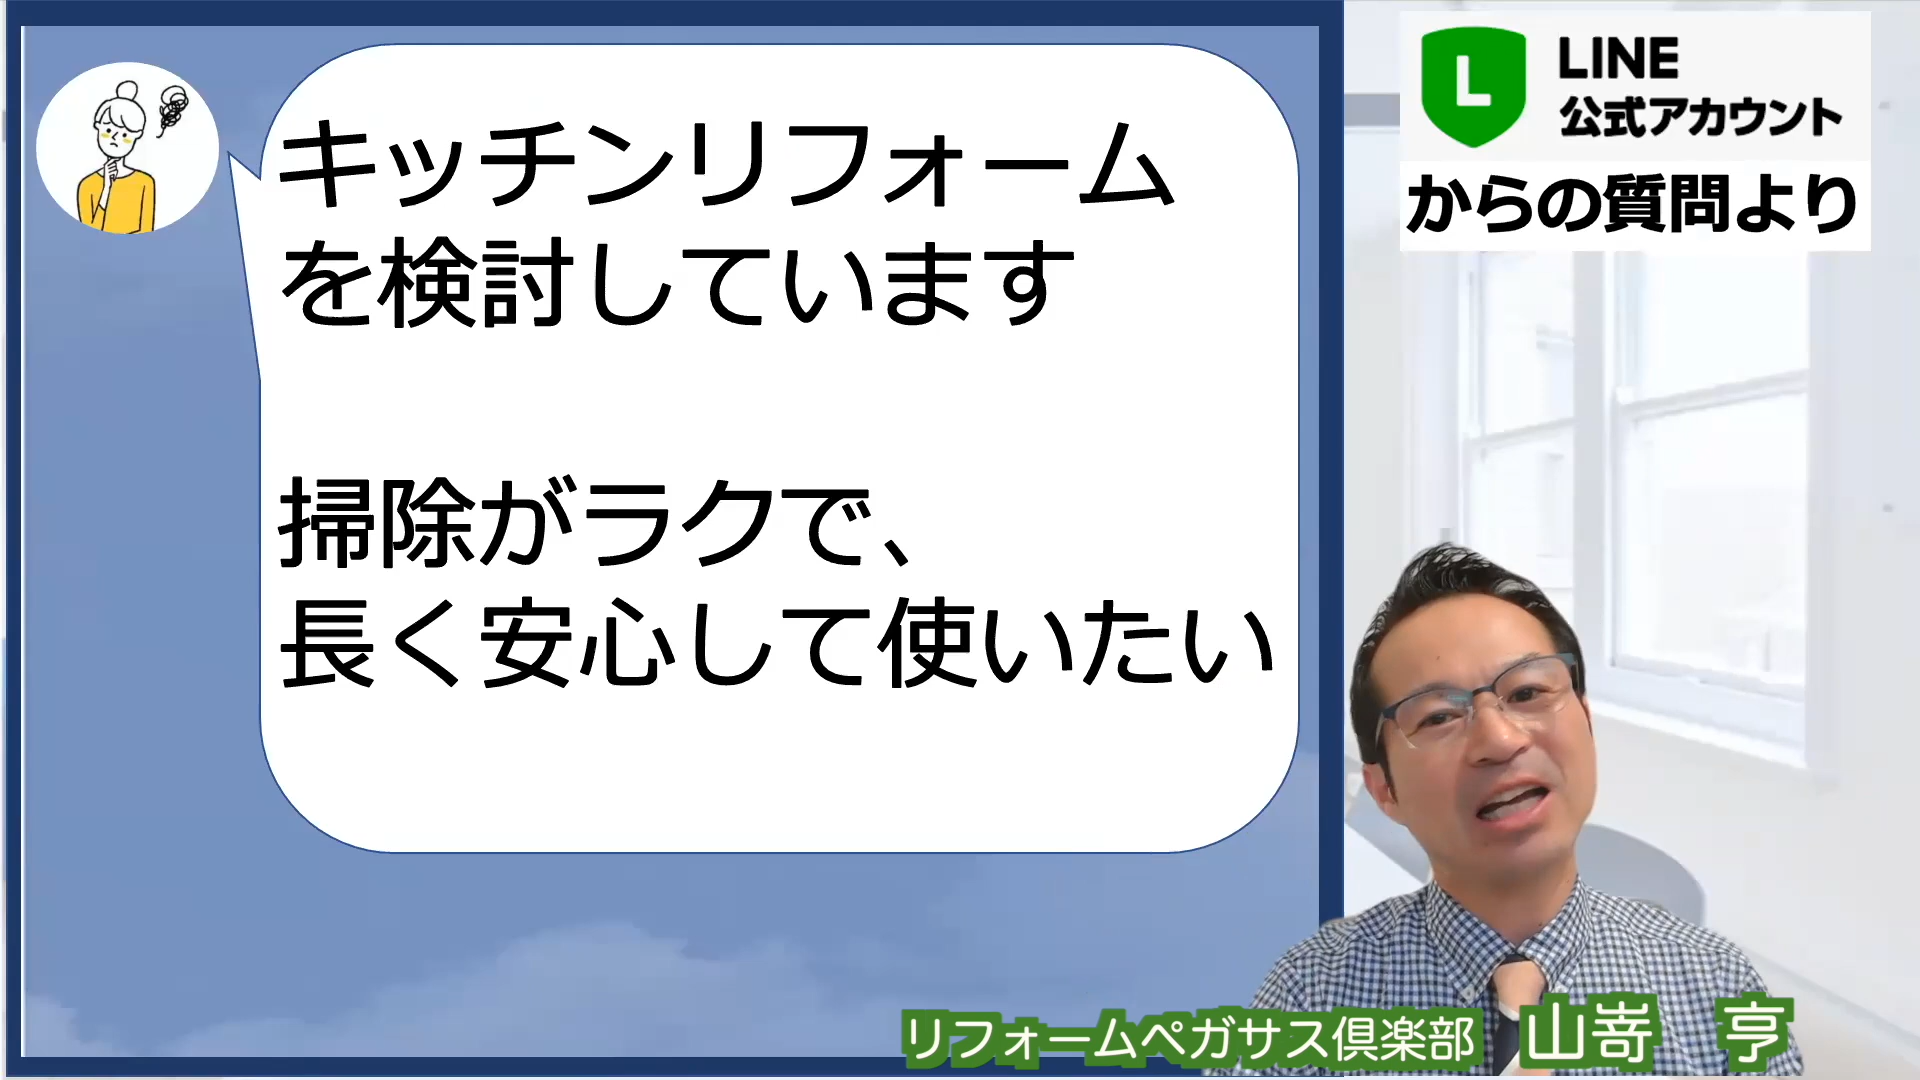 キッチンリフォーム
を検討しています
掃除がラクで、
長く安心して使いたい
L
LINE
公式アカウント
からの質問より
リフォームペガサス倶楽部 山嵜 亨